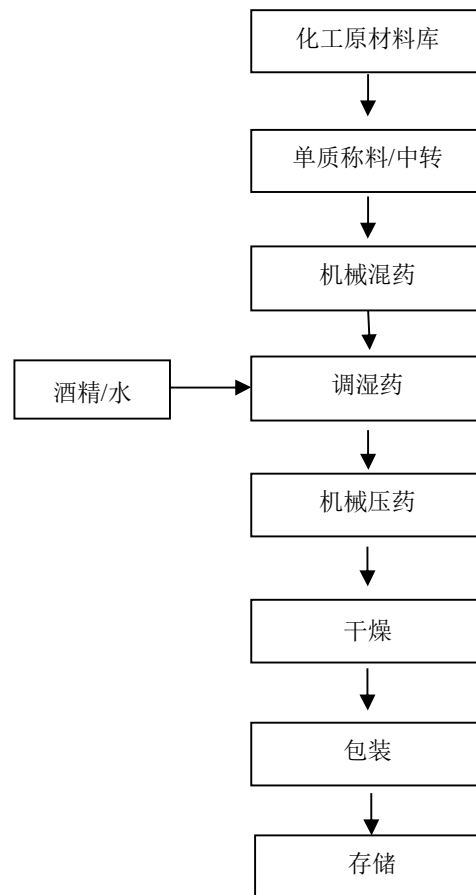 化工原材料库
单质称料/中转
机械混药
酒精/水
调湿药
机械压药
干燥
包装
存储